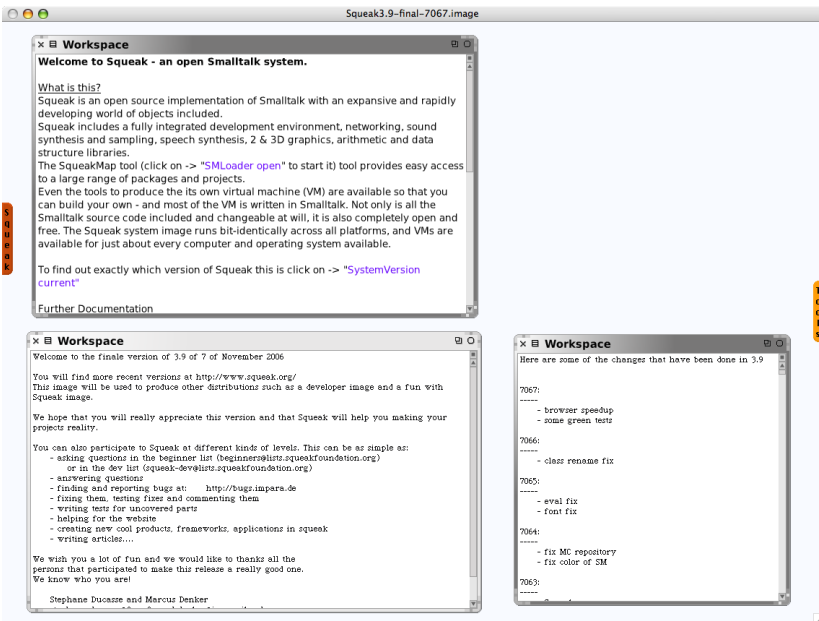 Squeak3.9-final-7067.image
Workspace
Welcome to Squeak - an open Smalltalk system.
What is this?
Squeak is an open source implementation of Smalltalk with an expansive and rapidly
developing world of objects included.
Squeak includes a fully integrated development environment, networking, sound
synthesis and sampling, speech synthesis, 2 & 3D graphics, arithmetic and data
structure libraries.
The SqueakMap tool (click on -> "SMLoader open" to start it) tool provides easy access
to a large range of packages and projects.
Even the tools to produce the its own virtual machine (VM) are available so that you
can build your own - and most of the VM is written in Smalltalk. Not only is all the
Smalltalk source code included and changeable at will, it is also completely open and
free. The Squeak system image runs bit-identically across all platforms, and VMs are
available for just about every computer and operating system available.
To find out exactly which version of Squeak this is click on -> "SystemVersion
current"
Further Documentation
Squeak
Workspace
Welcome to the finale version of 3.9 of 7 of November 2006
You will find more recent versions at http://www.squeak.org/
This image will be used to produce other distributions such as a developer image and a fun with
Squeak image.
We hope that you will really appreciate this version and that Squeak will help you making your
projects reality.
You can also participate to Squeak at different kinds of levels. This can be as simple as:
- asking questions in the beginner list (beginners@lists.squeakfoundation.org)
or in the dev list (squeak-dev@lists.squeakfoundation.org)
- answering questions
- finding and reporting bugs at: http://bugs.impara.de
- fixing them, testing fixes and commenting them
- writing tests for uncovered parts
- helping for the website
- creating new cool products, frameworks, applications in squeak
- writing articles....
We wish you a lot of fun and we would like to thanks all the
persons that participated to make this release a really good one.
We know who you are!
Stephane Ducasse and Marcus Denker
Workspace
Here are some of the changes that have been done in 3.9
7067:
-----
- browser speedup
- some green tests
7066:
-----
- class rename fix
7065:
-----
- eval fix
- font fix
7064:
-----
- fix MC repository
- fix color of SM
7063:
-----